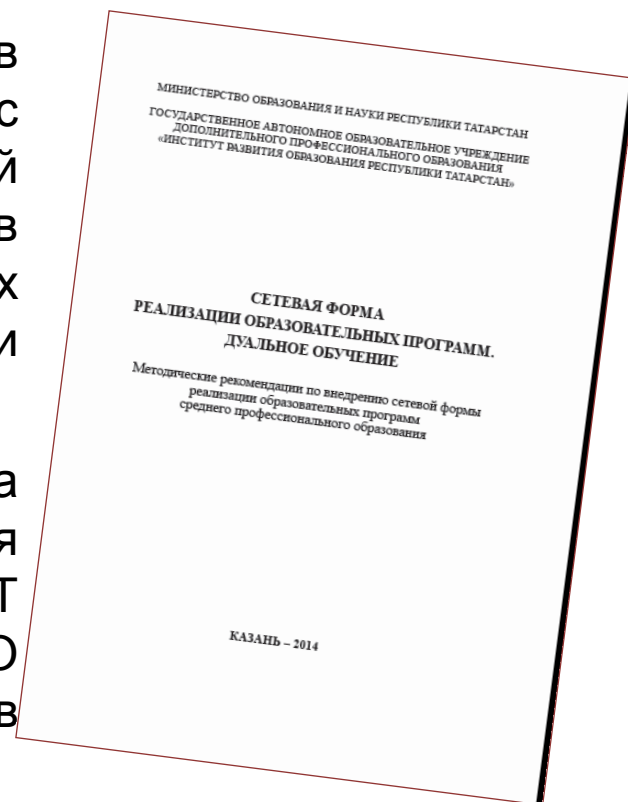 в
с
й
в
х
и
а
я
Т
О
в
МИНИСТЕРСТВО ОБРАЗОВАНИЯ И НАУКИ РЕСПУБЛИКИ ТАТАРСТАН
ГОСУДАРСТВЕННОЕ АВТОНОМНОЕ ОБРАЗОВАТЕЛЬНОЕ УЧРЕЖДЕНИЕ
ДОПОЛНИТЕЛЬНОГО ПРОФЕССИОНАЛЬНОГО ОБРАЗОВАНИЯ
«ИНСТИТУТ РАЗВИТИЯ ОБРАЗОВАНИЯ РЕСПУБЛИКИ ТАТАРСТАН»
СЕТЕВАЯ ФОРМА
РЕАЛИЗАЦИИ ОБРАЗОВАТЕЛЬНЫХ ПРОГРАММ.
ДУАЛЬНОЕ ОБУЧЕНИЕ
Методические рекомендации по внедрению сетевой формы
реализации образовательных программ
среднего профессионального образования
КАЗАНЬ – 2014